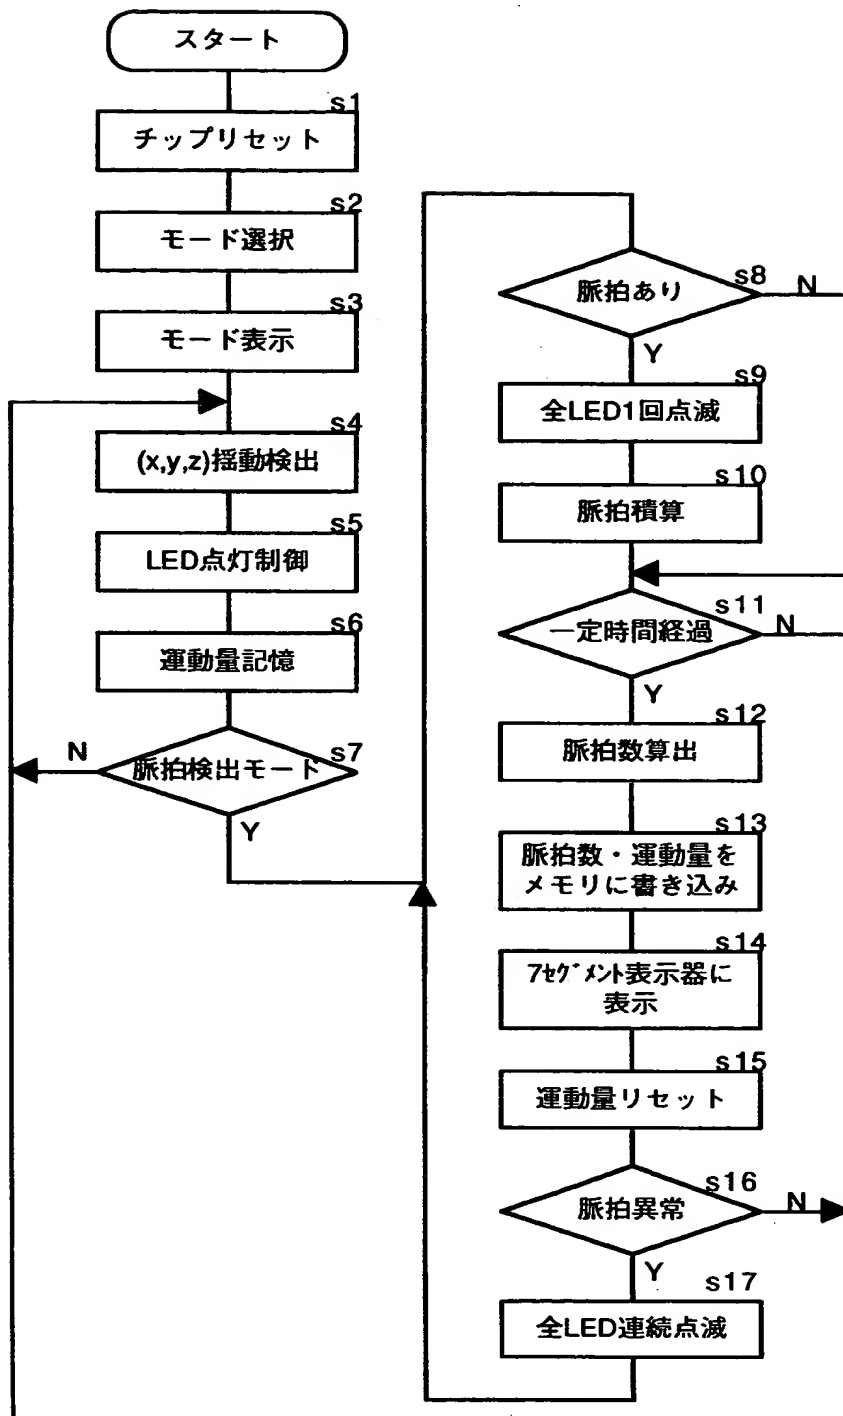 スタート
s1
チップリセット
s2
モード選択
s3
モード表示
s4
(x,y,z)揺動検出
s5
LED点灯制御
s6
運動量記憶
s7
脈拍検出モード
N
Y
s8
脈拍あり
N
Y
s9
全LED1回点滅
s10
脈拍積算
s11
一定時間経過
N
Y
s12
脈拍数算出
s13
脈拍数・運動量を
メモリに書き込み
s14
7ｾｸﾞﾒﾝﾄ表示器に
表示
s15
運動量リセット
s16
脈拍異常
N
Y
s17
全LED連続点滅